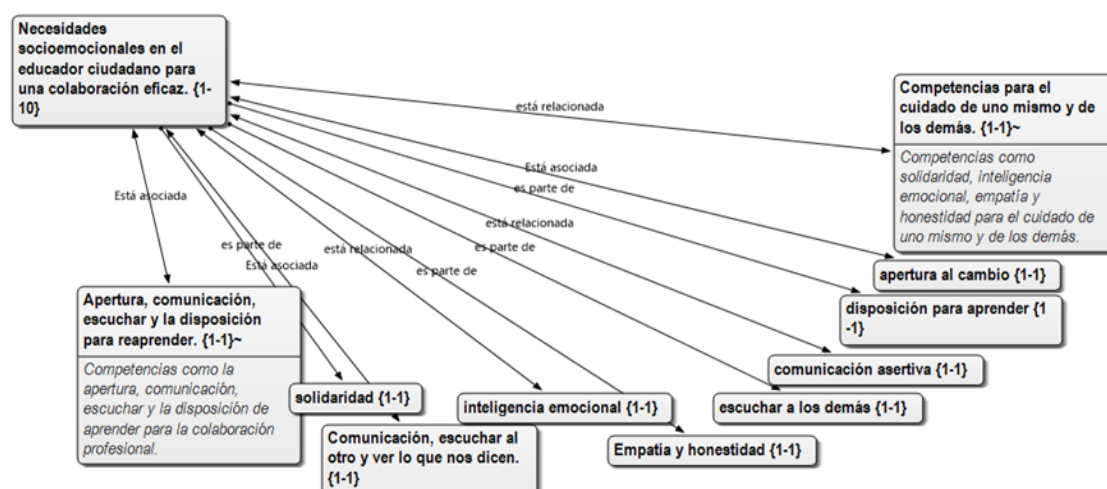 Necesidades
socioemocionales en el
educador ciudadano para
una colaboración eficaz. {1-
10}
está relacionada
Competencias para el
cuidado de uno mismo y de
los demás. {1-1}~
Competencias como
solidaridad, inteligencia
emocional, empatía y
honestidad para el cuidado de
uno mismo y de los demás.
Está asociada
es parte de
Está asociada
está relacionada
es parte de
Está asociada
es parte de
está relacionada
es parte de
apertura al cambio {1-1}
disposición para aprender {1
-1}
comunicación asertiva {1-1}
escuchar a los demás {1-1}
Apertura, comunicación,
escuchar y la disposición
para reaprender. {1-1}~
Competencias como la
apertura, comunicación,
escuchar y la disposición de
aprender para la colaboración
profesional.
solidaridad {1-1}
Comunicación, escuchar al
otro y ver lo que nos dicen.
{1-1}
inteligencia emocional {1-1}
Empatía y honestidad {1-1}